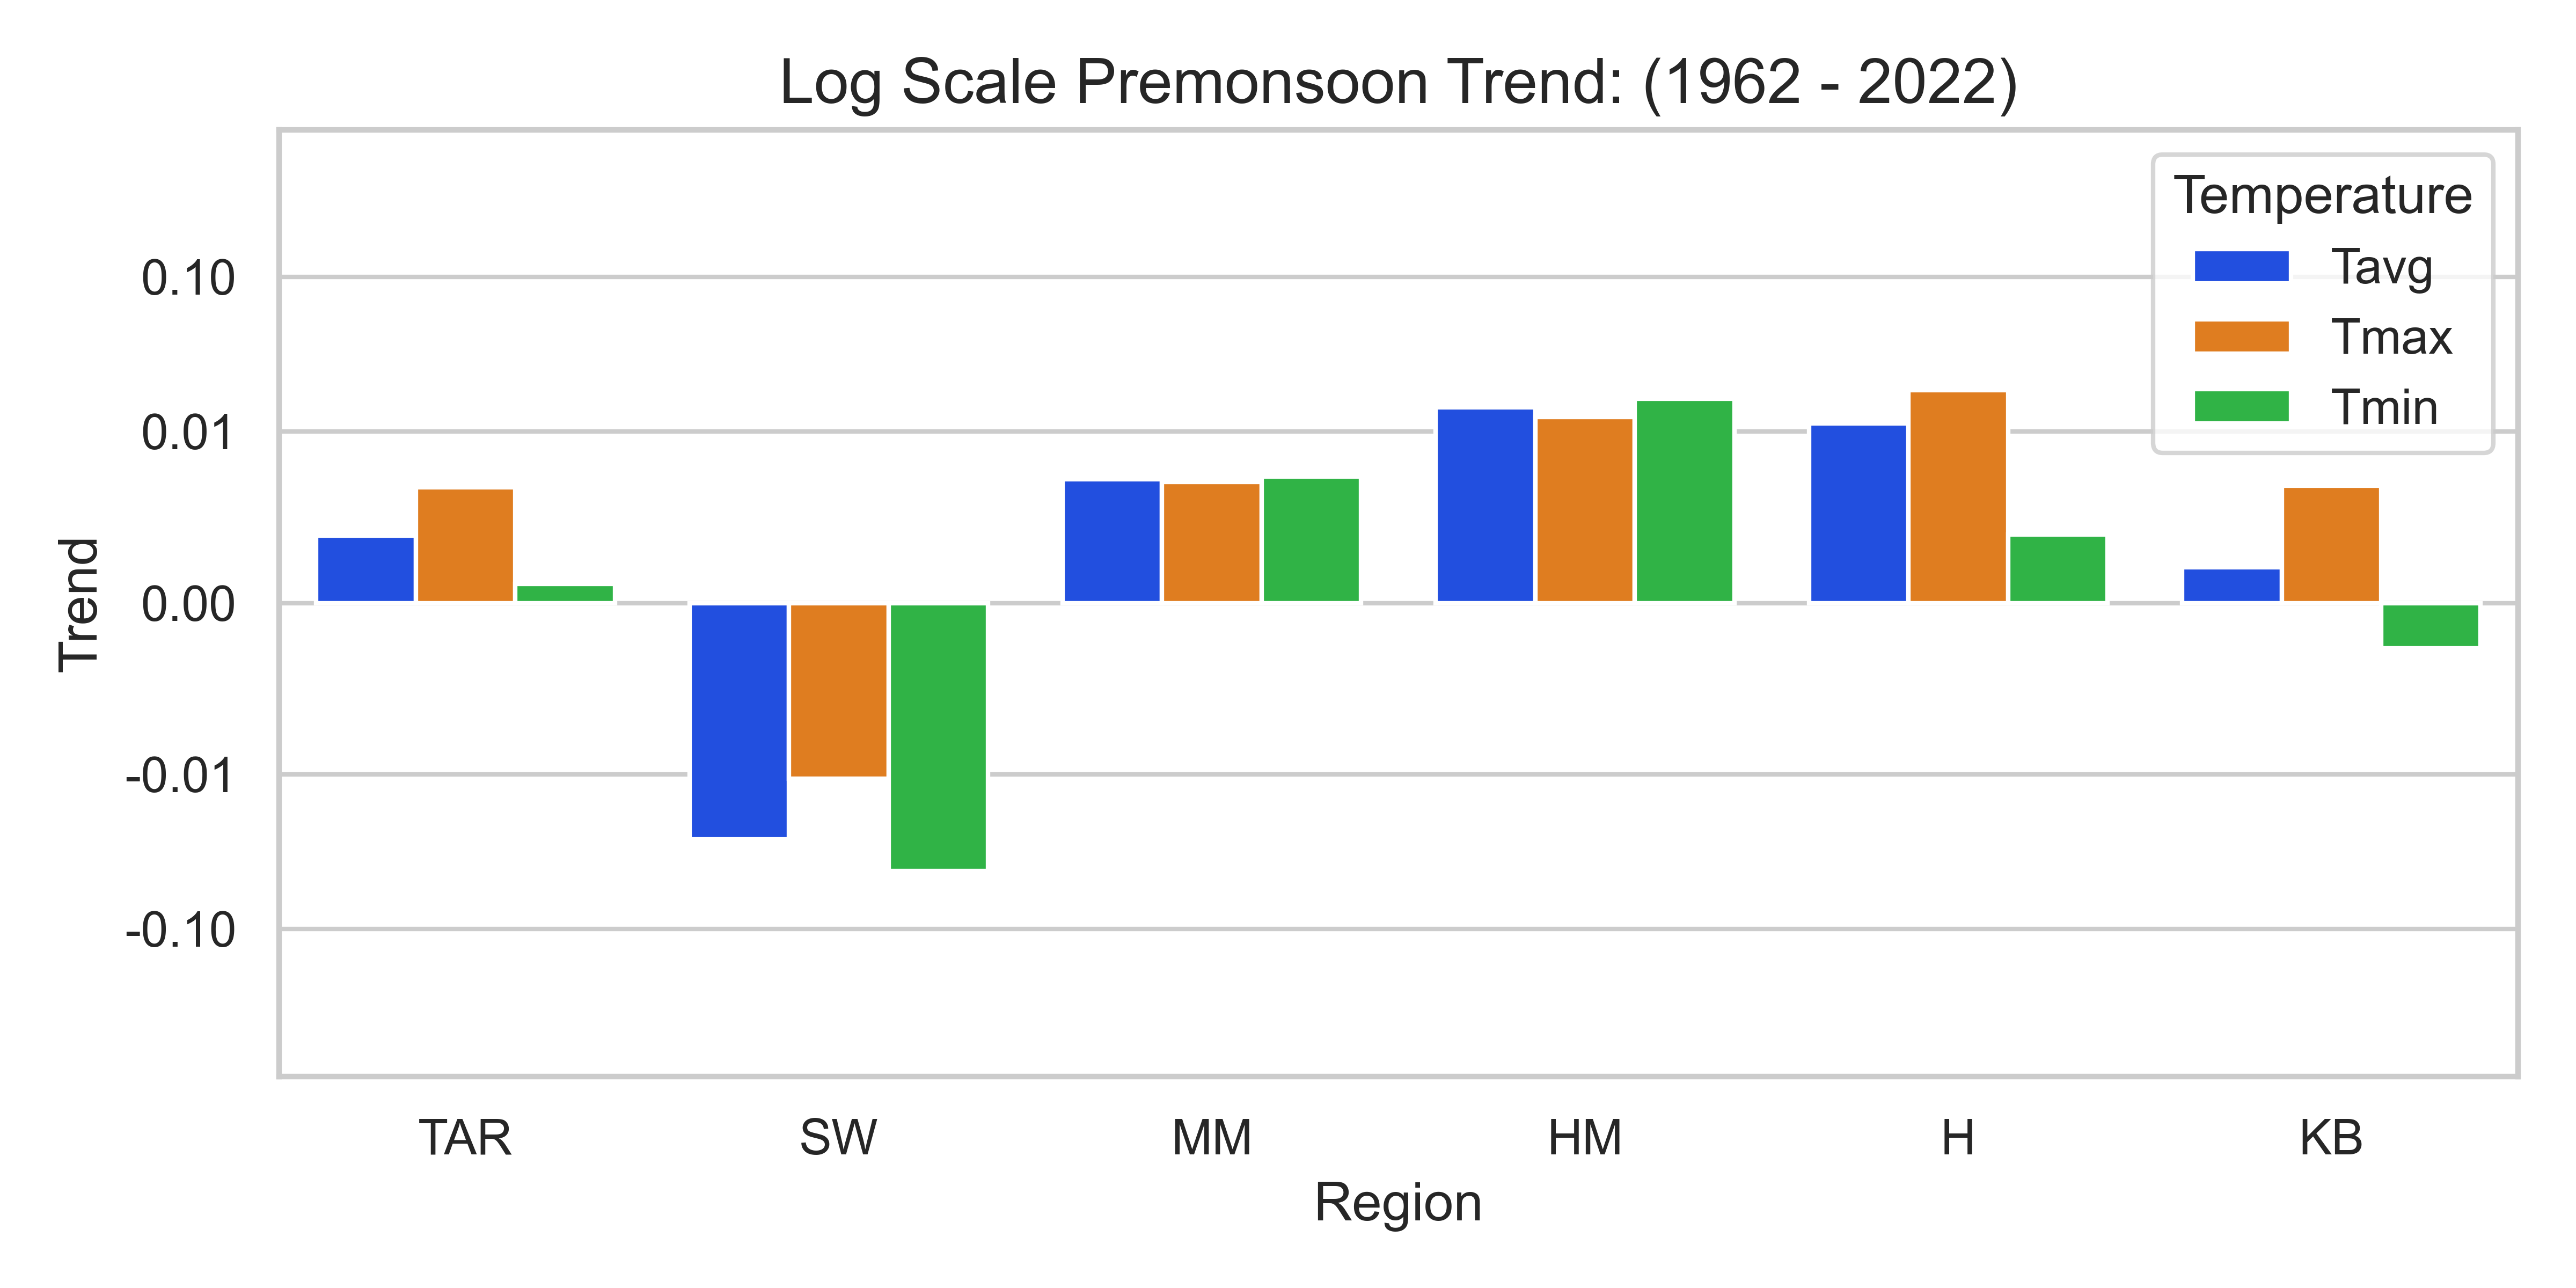 Log Scale Premonsoon Trend: (1962 - 2022)
Temperature
Tavg
Tmax
Tmin
0.10
0.01
0.00
-0.01
-0.10
Trend
TAR SW MM HM H KB
Region